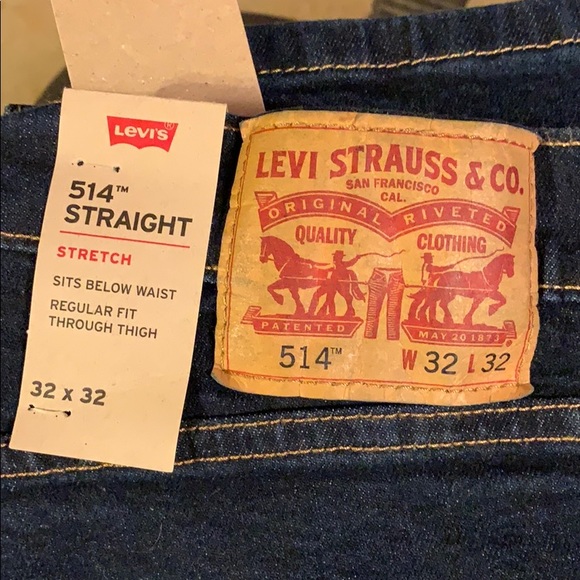 Levi's®
514™
STRAIGHT
STRETCH
SITS BELOW WAIST
REGULAR FIT
THROUGH THIGH
32 x 32
LEVI STRAUSS & CO.
SAN FRANCISCO
CAL.
ORIGINAL RIVETED
QUALITY CLOTHING
PATENTED MAY 20 1873
514™ W 32 L 32